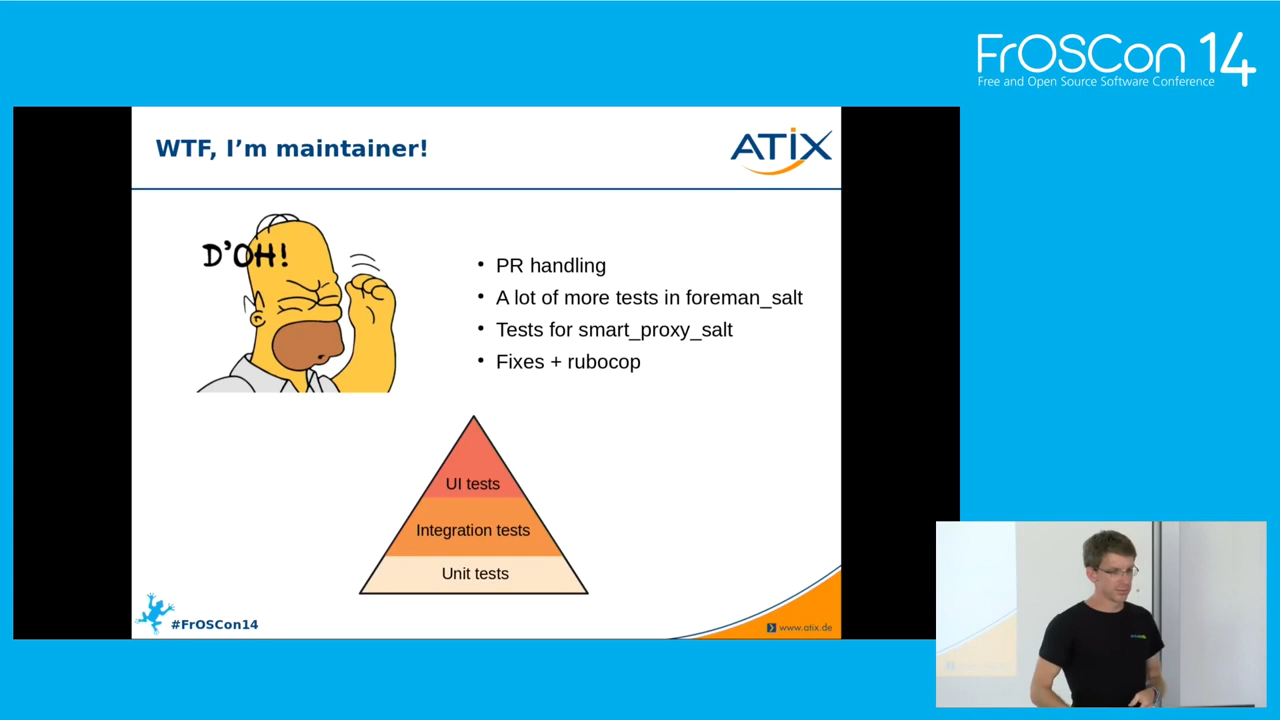 FrOSCon 14
Free and Open Source Software Conference
WTF, I'm maintainer!
ATIX
D'OH!
• PR handling
• A lot of more tests in foreman_salt
• Tests for smart_proxy_salt
• Fixes + rubocop
UI tests
Integration tests
Unit tests
#FrOSCon14
www.atix.de